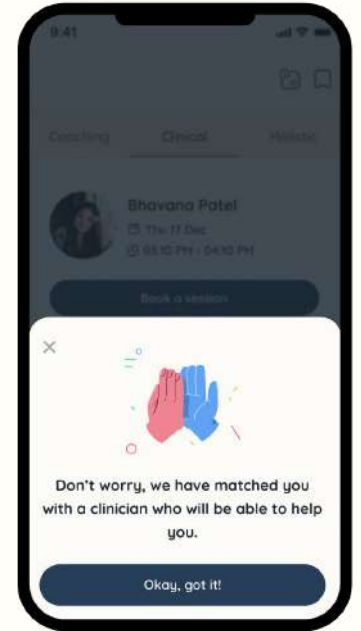 9:41
Coaching Clinical Holistic
Bhavana Patel
Thu 17 Dec
03:10 PM - 04:10 PM
Book a session
Don't worry, we have matched you
with a clinician who will be able to help
you.
Okay, got it!